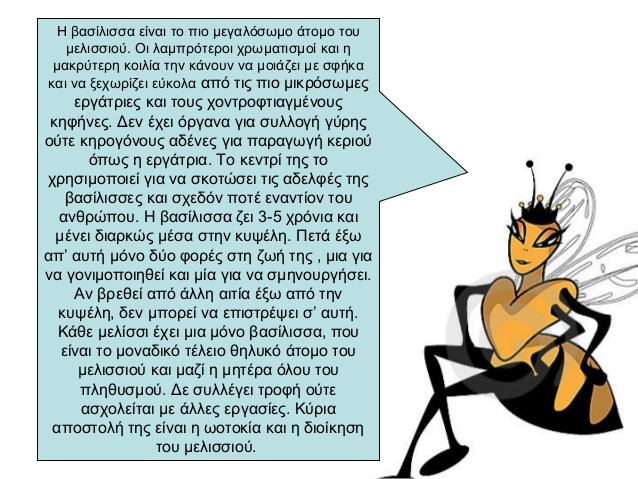 Η βασίλισσα είναι το πιο μεγαλόσωμο άτομο του
μελισσιού. Οι λαμπρότεροι χρωματισμοί και η
μακρύτερη κοιλία την κάνουν να μοιάζει με σφήκα
και να ξεχωρίζει εύκολα από τις πιο μικρόσωμες
εργάτριες και τους χοντροφτιαγμένους
κηφήνες. Δεν έχει όργανα για συλλογή γύρης
ούτε κηρογόνους αδένες για παραγωγή κεριού
όπως η εργάτρια. Το κεντρί της το
χρησιμοποιεί για να σκοτώσει τις αδελφές της
βασίλισσες και σχεδόν ποτέ εναντίον του
ανθρώπου. Η βασίλισσα ζει 3-5 χρόνια και
μένει διαρκώς μέσα στην κυψέλη. Πετά έξω
απ’ αυτή μόνο δύο φορές στη ζωή της , μια για
να γονιμοποιηθεί και μία για να σμηνουργήσει.
Αν βρεθεί από άλλη αιτία έξω από την
κυψέλη, δεν μπορεί να επιστρέψει σ’ αυτή.
Κάθε μελίσσι έχει μια μόνο βασίλισσα, που
είναι το μοναδικό τέλειο θηλυκό άτομο του
μελισσιού και μαζί η μητέρα όλου του
πληθυσμού. Δε συλλέγει τροφή ούτε
ασχολείται με άλλες εργασίες. Κύρια
αποστολή της είναι η ωοτοκία και η διοίκηση
του μελισσιού.